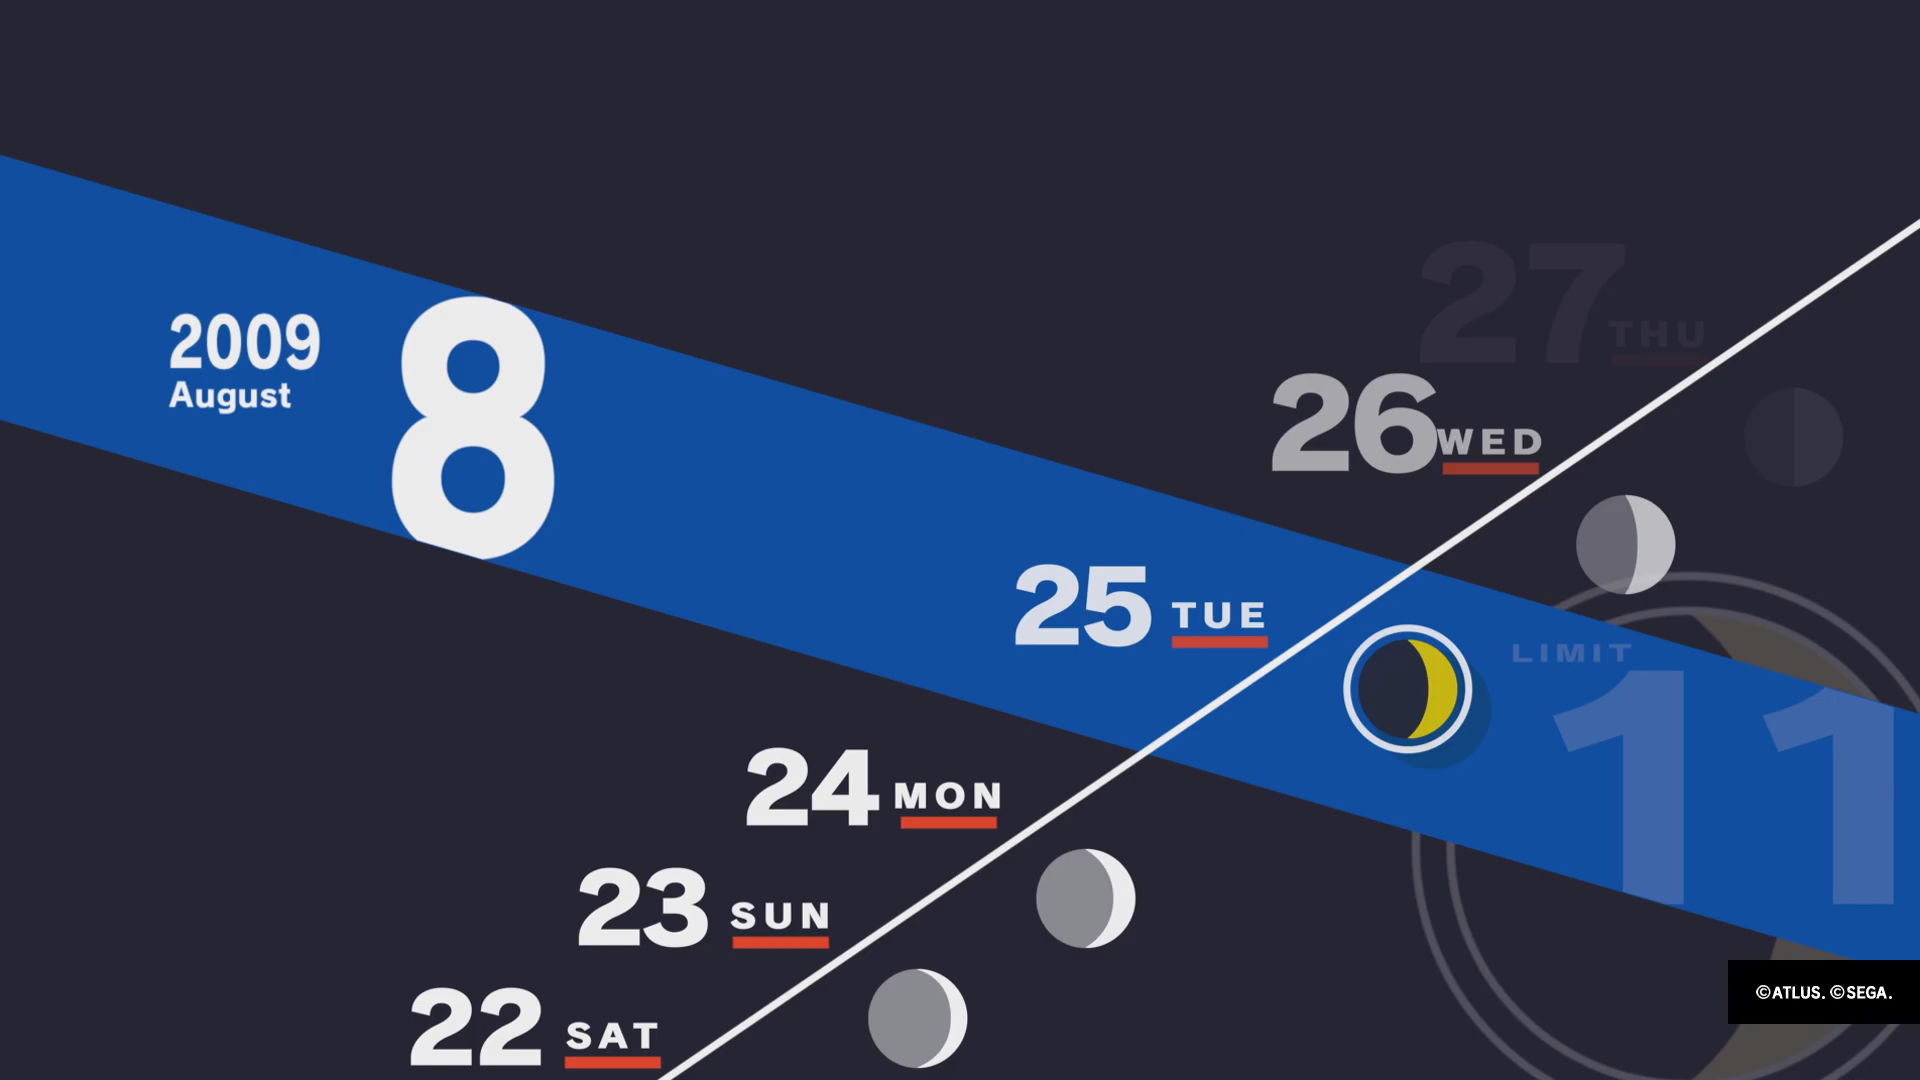 2009
August
8
27 THU
26 WED
25 TUE
LIMIT
11
24 MON
23 SUN
22 SAT
©ATLUS. ©SEGA.